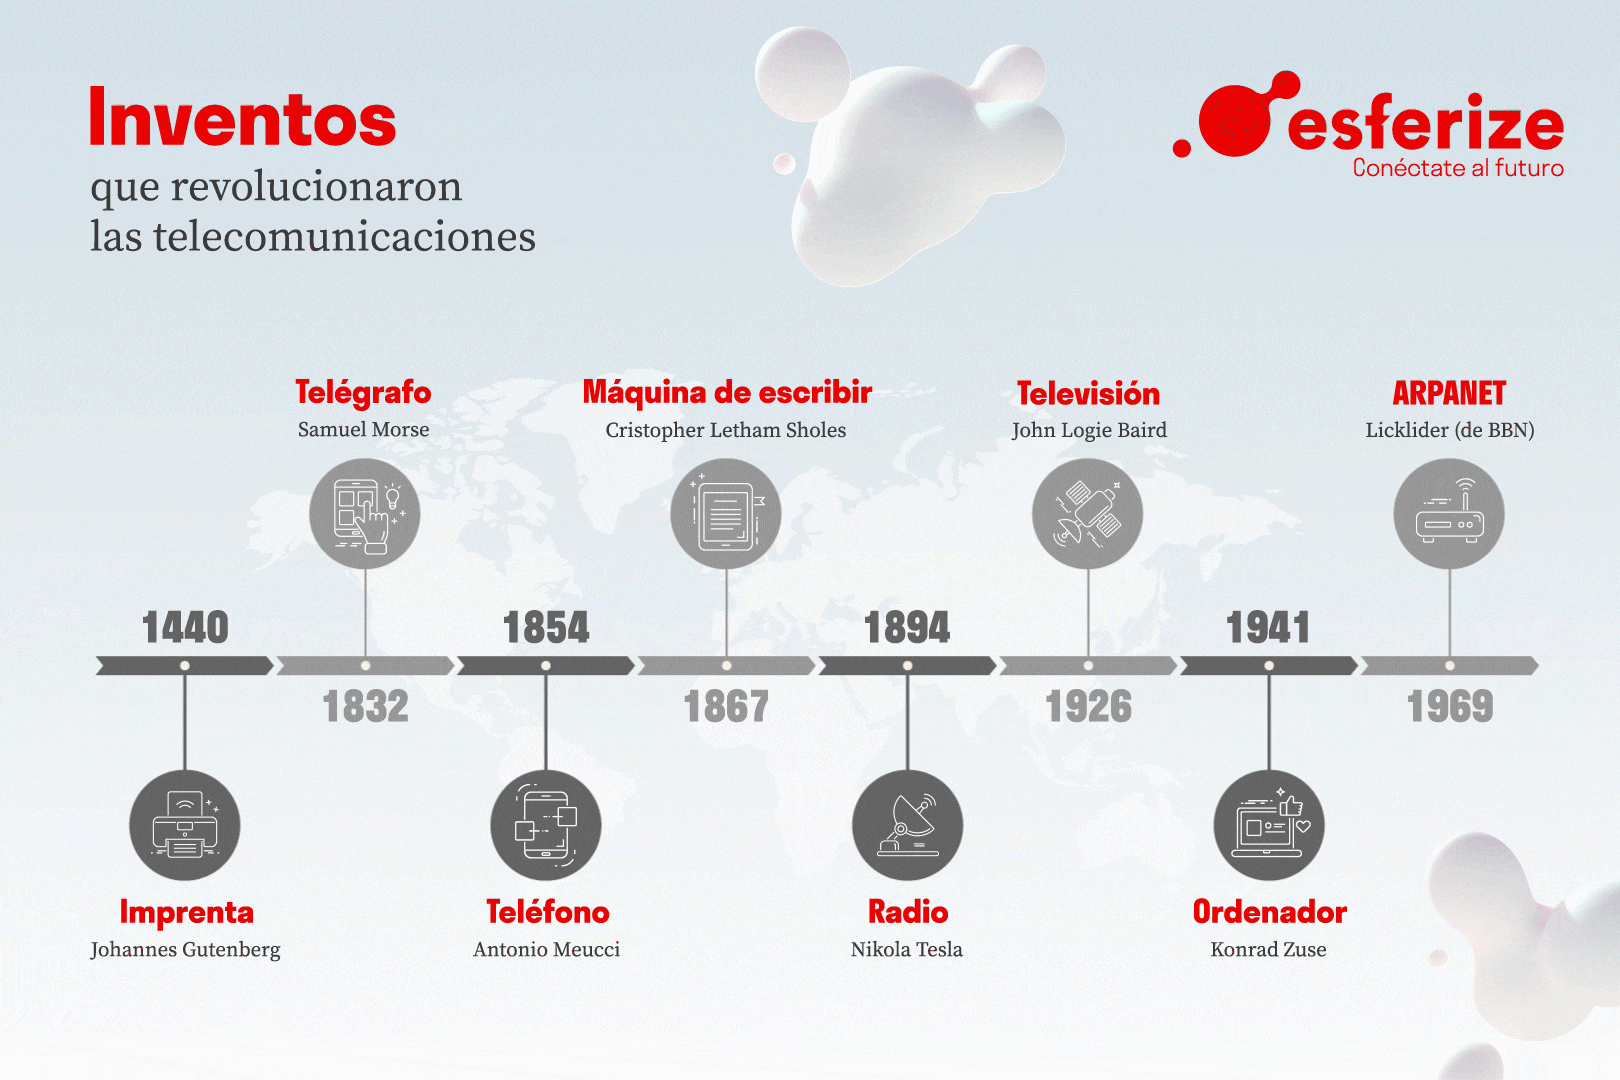 Inventos
que revolucionaron
las telecomunicaciones
esferize
Conéctate al futuro
Telégrafo
Samuel Morse
Máquina de escribir
Cristopher Letham Sholes
Televisión
John Logie Baird
ARPANET
Licklider (de BBN)
1440
1854
1894
1941
1832
1867
1926
1969
Imprenta
Johannes Gutenberg
Teléfono
Antonio Meucci
Radio
Nikola Tesla
Ordenador
Konrad Zuse